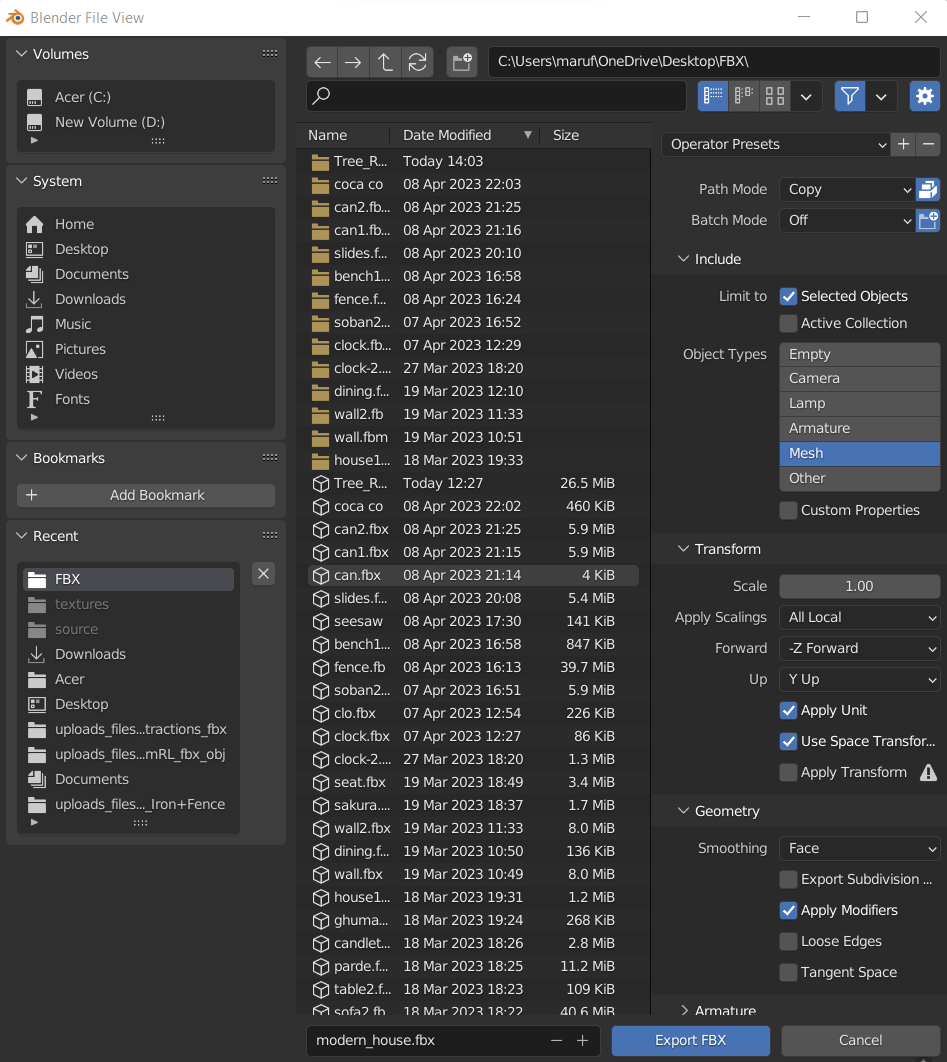 Blender File View
Volumes
Acer (C:)
New Volume (D:)
System
Home
Desktop
Documents
Downloads
Music
Pictures
Videos
Fonts
Bookmarks
Add Bookmark
Recent
FBX
textures
source
Downloads
Acer
Desktop
uploads_files...tractions_fbx
uploads_files...mRL_fbx_obj
Documents
uploads_files..._Iron+Fence
C:\Users\maruf\OneDrive\Desktop\FBX\
Name Date Modified Size
Tree_R... Today 14:03
coca co 08 Apr 2023 22:03
can2.fb... 08 Apr 2023 21:25
can1.fb... 08 Apr 2023 21:16
slides.f... 08 Apr 2023 20:10
bench1... 08 Apr 2023 16:58
fence.f... 08 Apr 2023 16:24
soban2... 07 Apr 2023 16:52
clock.fb... 07 Apr 2023 12:29
clock-2.... 27 Mar 2023 18:20
dining.f... 19 Mar 2023 12:10
wall2.fb 19 Mar 2023 11:33
wall.fbm 19 Mar 2023 10:51
house1... 18 Mar 2023 19:33
Tree_R... Today 12:27 26.5 MiB
coca co 08 Apr 2023 22:02 460 KiB
can2.fbx 08 Apr 2023 21:25 5.9 MiB
can1.fbx 08 Apr 2023 21:15 5.9 MiB
can.fbx 08 Apr 2023 21:14 4 KiB
slides.f... 08 Apr 2023 20:08 5.4 MiB
seesaw 08 Apr 2023 17:30 141 KiB
bench1... 08 Apr 2023 16:58 847 KiB
fence.fb 08 Apr 2023 16:13 39.7 MiB
soban2... 07 Apr 2023 16:51 5.9 MiB
clo.fbx 07 Apr 2023 12:54 226 KiB
clock.fbx 07 Apr 2023 12:27 86 KiB
clock-2.... 27 Mar 2023 18:20 1.3 MiB
seat.fbx 19 Mar 2023 18:49 3.4 MiB
sakura.... 19 Mar 2023 18:37 1.7 MiB
wall2.fbx 19 Mar 2023 11:33 8.0 MiB
dining.f... 19 Mar 2023 10:50 136 KiB
wall.fbx 19 Mar 2023 10:49 8.0 MiB
house1... 18 Mar 2023 19:31 1.2 MiB
ghuma... 18 Mar 2023 19:24 268 KiB
candlet... 18 Mar 2023 18:26 2.8 MiB
parde.f... 18 Mar 2023 18:25 11.2 MiB
table2.f... 18 Mar 2023 18:23 109 KiB
sofa2.fb 18 Mar 2023 18:22 40.6 MiB
Operator Presets
Path Mode Copy
Batch Mode Off
Include
Limit to Selected Objects
Active Collection
Object Types Empty
Camera
Lamp
Armature
Mesh
Other
Custom Properties
Transform
Scale 1.00
Apply Scalings All Local
Forward -Z Forward
Up Y Up
Apply Unit
Use Space Transfor...
Apply Transform
Geometry
Smoothing Face
Export Subdivision ...
Apply Modifiers
Loose Edges
Tangent Space
Armature
modern_house.fbx
Export FBX
Cancel